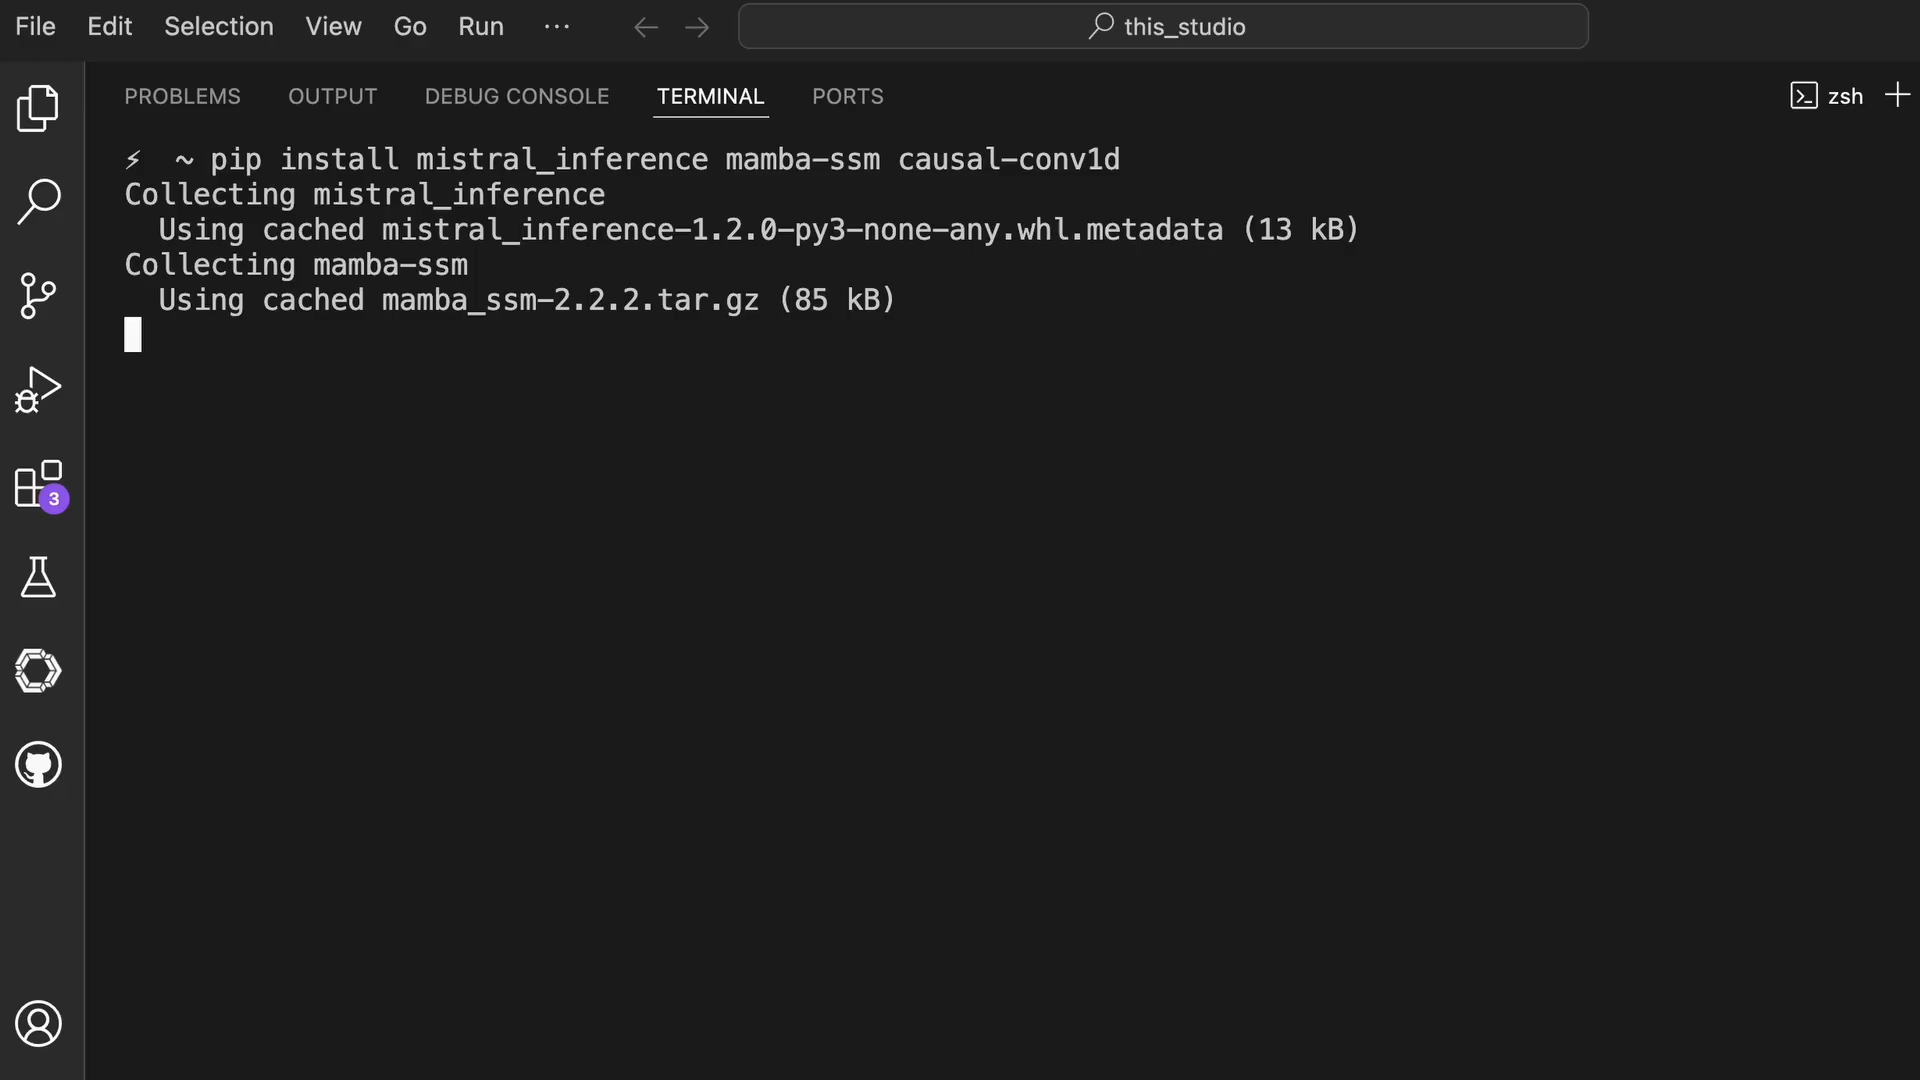 File Edit Selection View Go Run ··· this_studio
PROBLEMS OUTPUT DEBUG CONSOLE TERMINAL PORTS zsh
⚡ ~ pip install mistral_inference mamba-ssm causal-conv1d
Collecting mistral_inference
Using cached mistral_inference-1.2.0-py3-none-any.whl.metadata (13 kB)
Collecting mamba-ssm
Using cached mamba_ssm-2.2.2.tar.gz (85 kB)
3